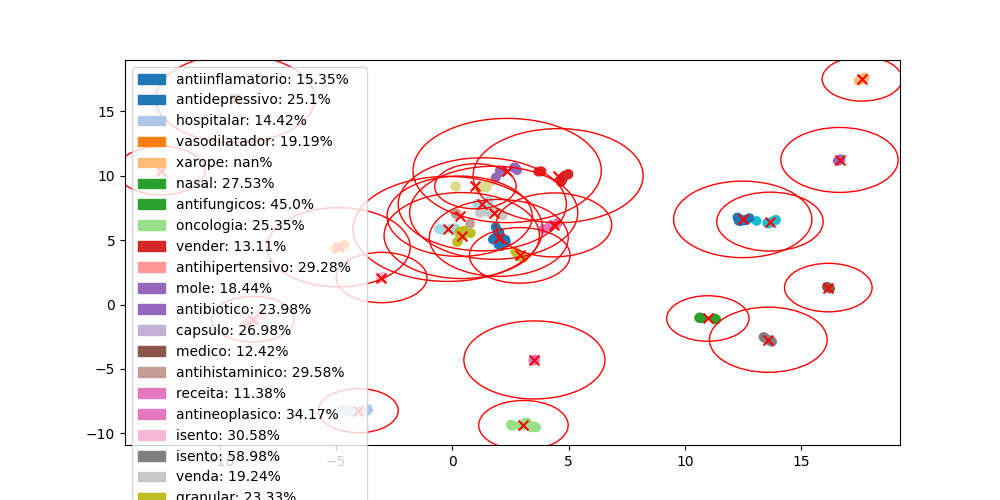 antiinflamatorio: 15.35%
antidepressivo: 25.1%
hospitalar: 14.42%
vasodilatador: 19.19%
xarope: nan%
nasal: 27.53%
antifungicos: 45.0%
oncologia: 25.35%
vender: 13.11%
antihipertensivo: 29.28%
mole: 18.44%
antibiotico: 23.98%
capsulo: 26.98%
medico: 12.42%
antihistaminico: 29.58%
receita: 11.38%
antineoplasico: 34.17%
isento: 30.58%
isento: 58.98%
venda: 19.24%
granular: 23.33%
15
10
5
0
−5
−10
−10 −5 0 5 10 15